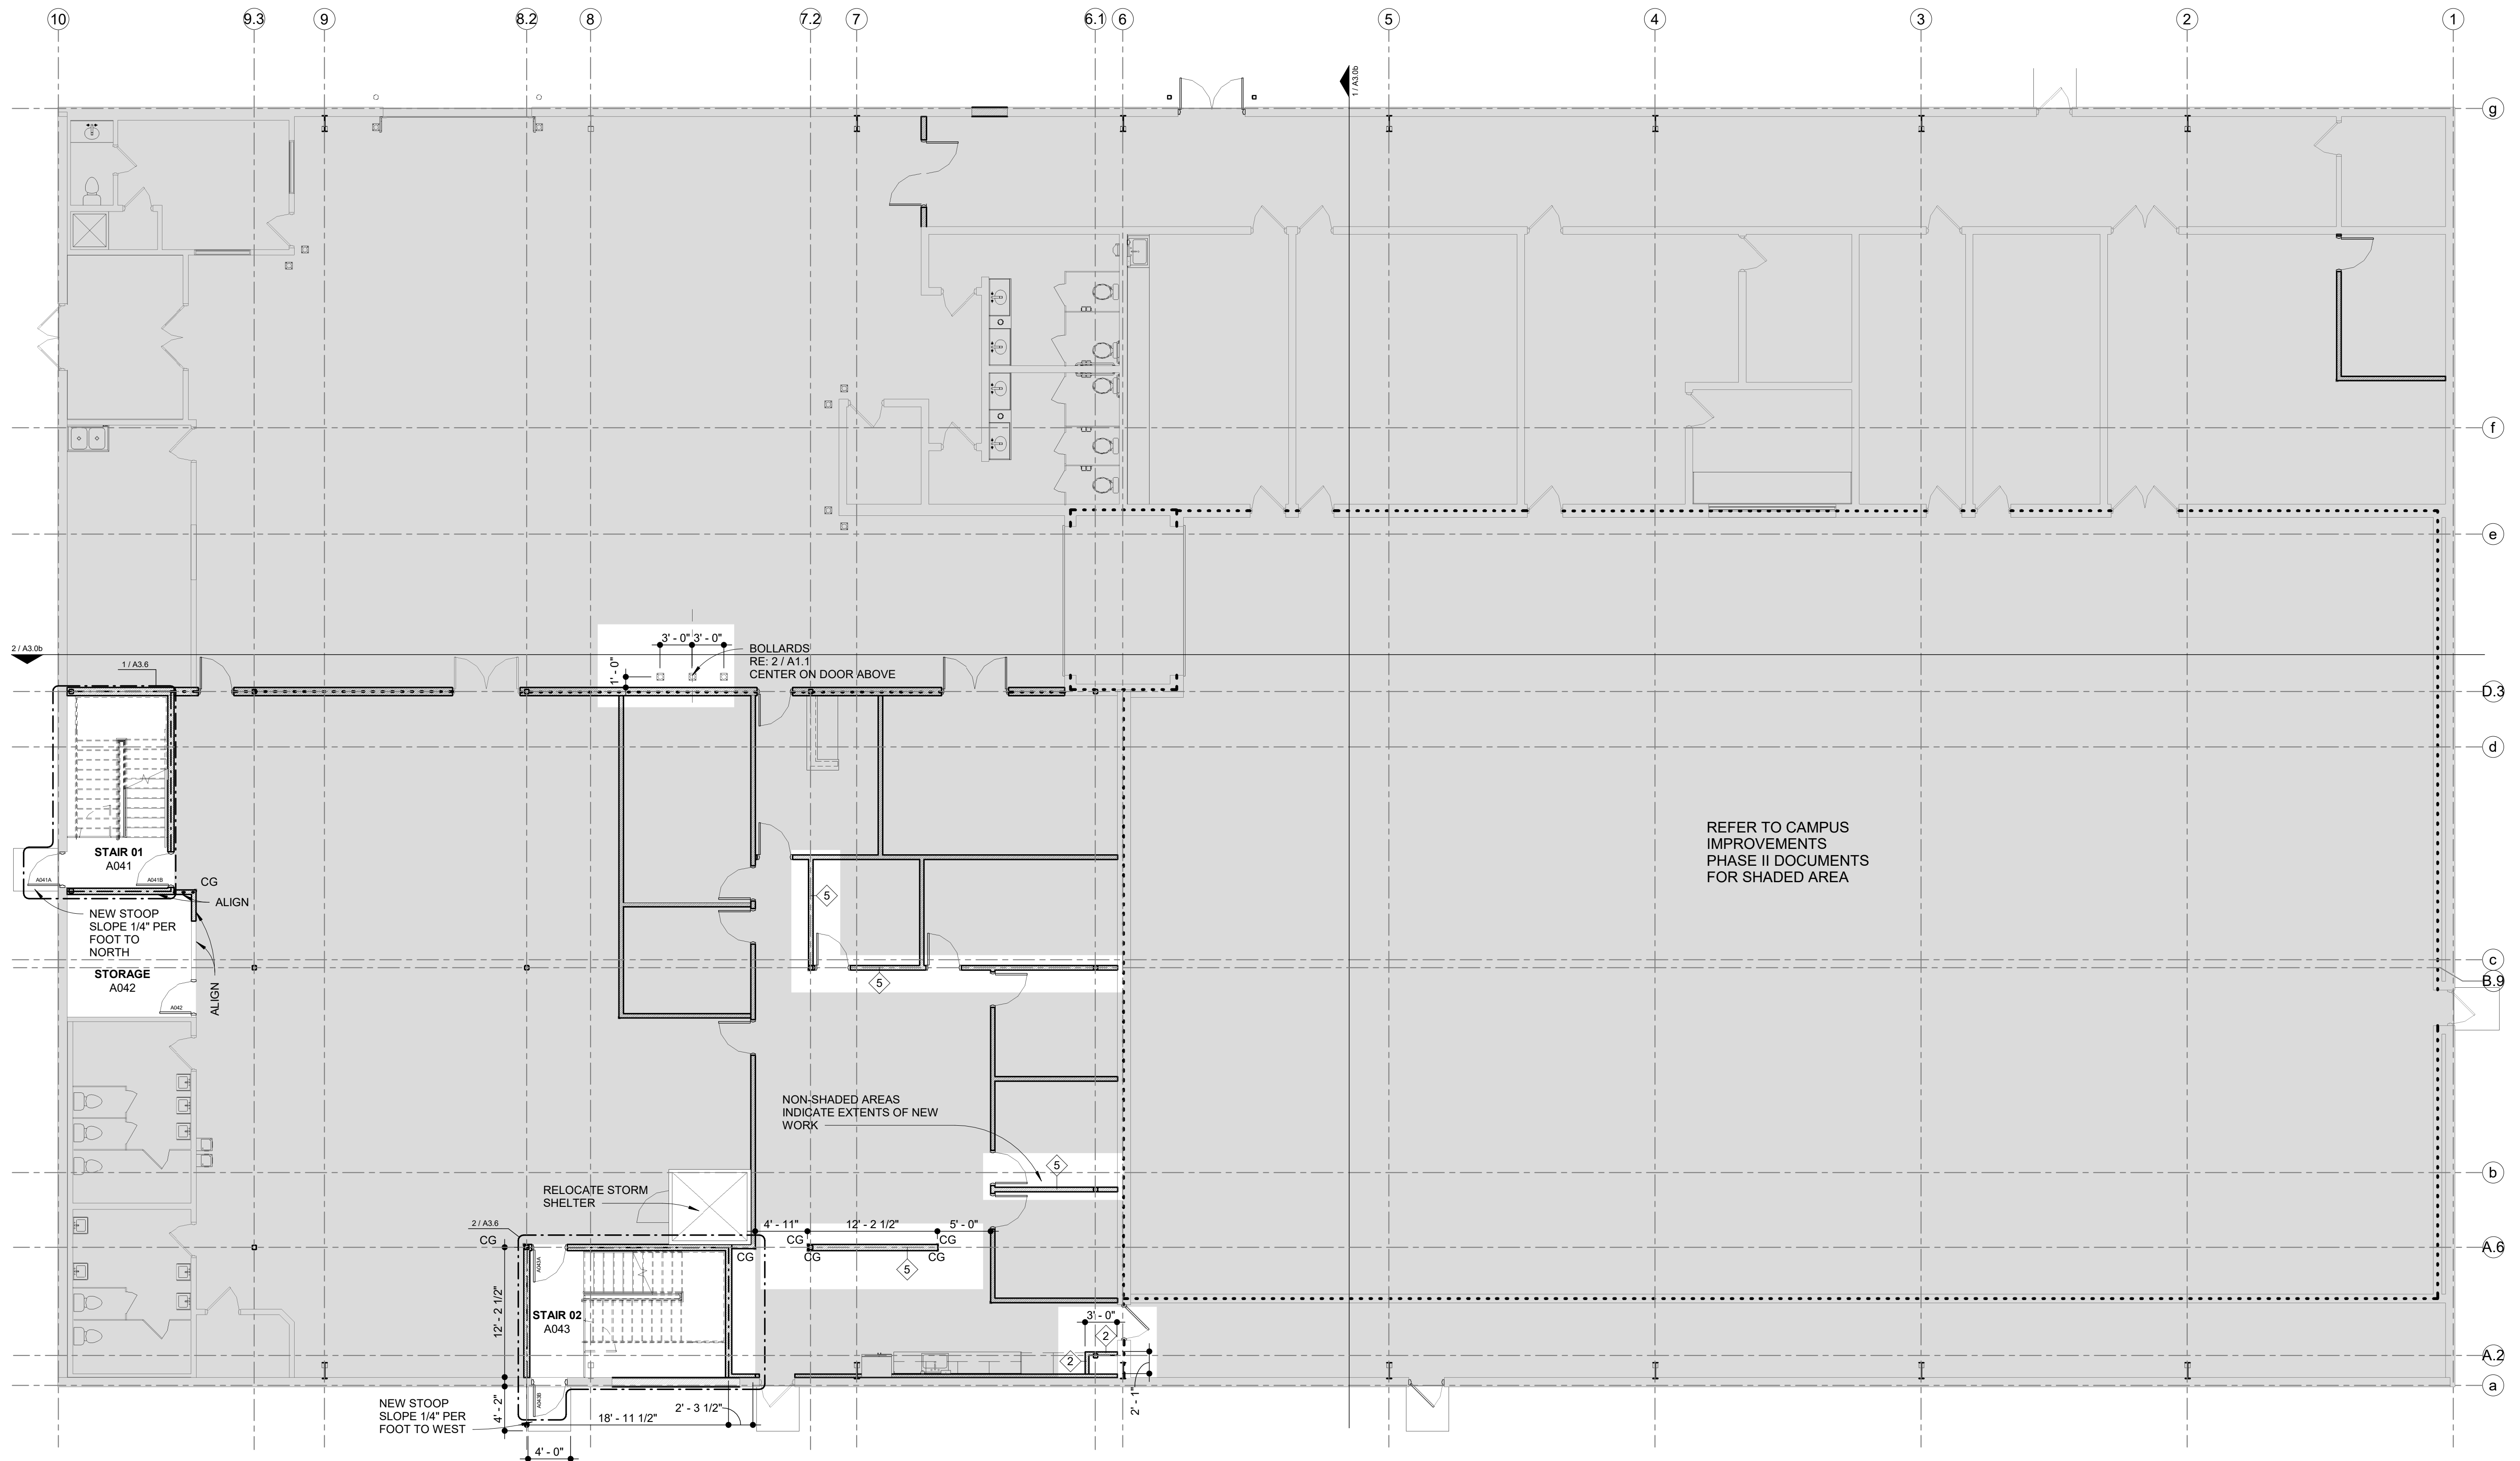 10
9.3
9
8.2
8
7.2
7
6.1
6
5
4
3
2
1
1 / A3.0b
g
f
e
3' - 0"
3' - 0"
1' - 0"
BOLLARDS
RE: 2 / A1.1
CENTER ON DOOR ABOVE
2 / A3.0b
1 / A3.6
D.3
d
REFER TO CAMPUS
IMPROVEMENTS
PHASE II DOCUMENTS
FOR SHADED AREA
STAIR 01
A041
A041A
A041B
CG
ALIGN
5
NEW STOOP
SLOPE 1/4" PER
FOOT TO
NORTH
STORAGE
A042
A042
ALIGN
5
c
B.9
NON-SHADED AREAS
INDICATE EXTENTS OF NEW
WORK
5
b
RELOCATE STORM
SHELTER
2 / A3.6
CG
4' - 11"
12' - 2 1/2"
5' - 0"
CG
CG
CG
CG
CG
5
A.6
A043A
STAIR 02
A043
12' - 2 1/2"
3' - 0"
2
2
2' - 1"
A.2
a
A043B
4' - 2"
NEW STOOP
SLOPE 1/4" PER
FOOT TO WEST
18' - 11 1/2"
2' - 3 1/2"
4' - 0"